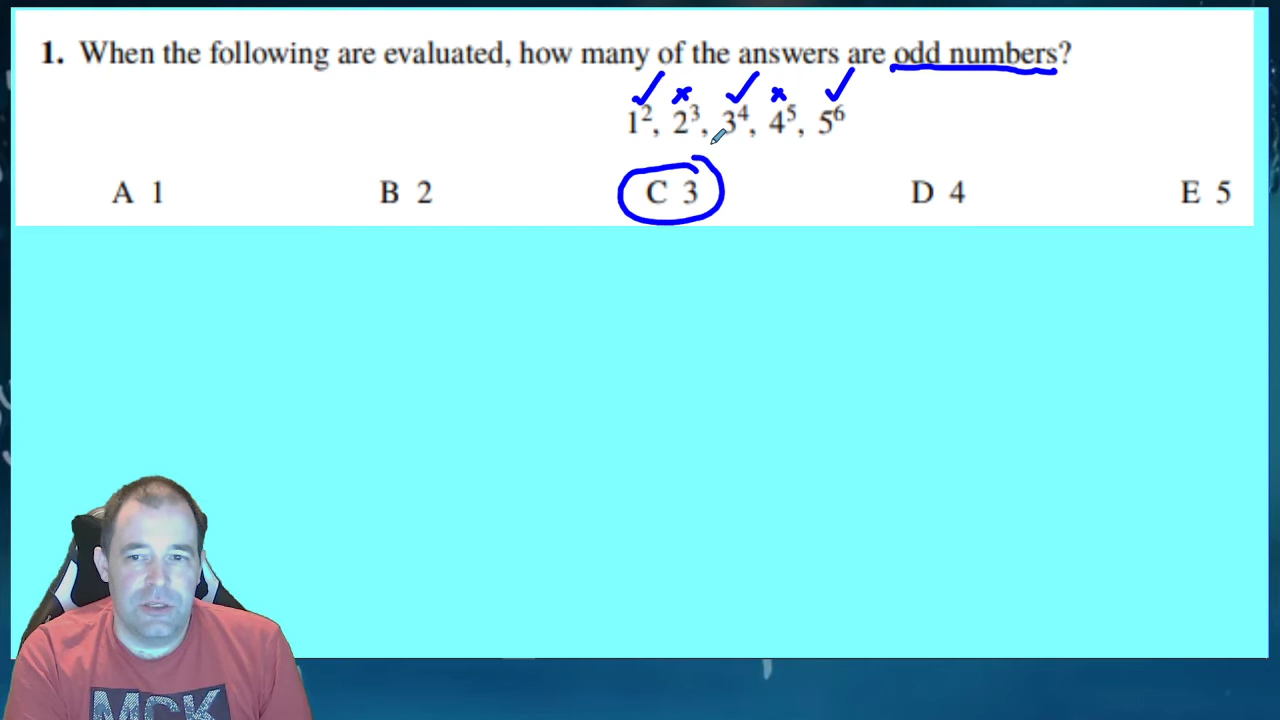 1. When the following are evaluated, how many of the answers are odd numbers?
1², 2³, 3⁴, 4⁵, 5⁶
A 1 B 2 C 3 D 4 E 5
MCK